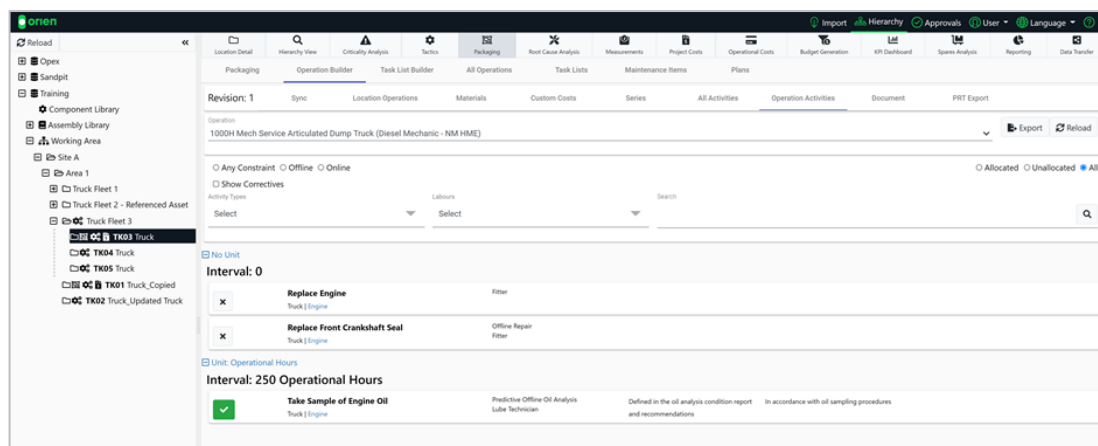 orien
Import Hierarchy Approvals User Language
Reload
Opex
Sandpit
Training
Component Library
Assembly Library
Working Area
Site A
Area 1
Truck Fleet 1
Truck Fleet 2 - Referenced Asset
Truck Fleet 3
TK03 Truck
TK04 Truck
TK05 Truck
TK01 Truck_Copied
TK02 Truck_Updated Truck
Location Detail Hierarchy View Criticality Analysis Tactics Packaging Root Cause Analysis Measurements Project Costs Operational Costs Budget Generation KPI Dashboard Spares Analysis Reporting Data Transfer
Packaging Operation Builder Task List Builder All Operations Task Lists Maintenance Items Plans
Revision: 1 Sync Location Operations Materials Custom Costs Series All Activities Operation Activities Document PRT Export
Operation
1000H Mech Service Articulated Dump Truck (Diesel Mechanic - NM HME)
Export Reload
Any Constraint Offline Online Allocated Unallocated All
Show Correctives
Activity Types Labours Search
Select Select
No Unit
Interval: 0
Replace Engine Fitter
Truck | Engine
Replace Front Crankshaft Seal Offline Repair
Truck | Engine Fitter
Unit: Operational Hours
Interval: 250 Operational Hours
Take Sample of Engine Oil Predictive Offline Oil Analysis Defined in the oil analysis condition report In accordance with oil sampling procedures
Truck | Engine Lube Technician and recommendations